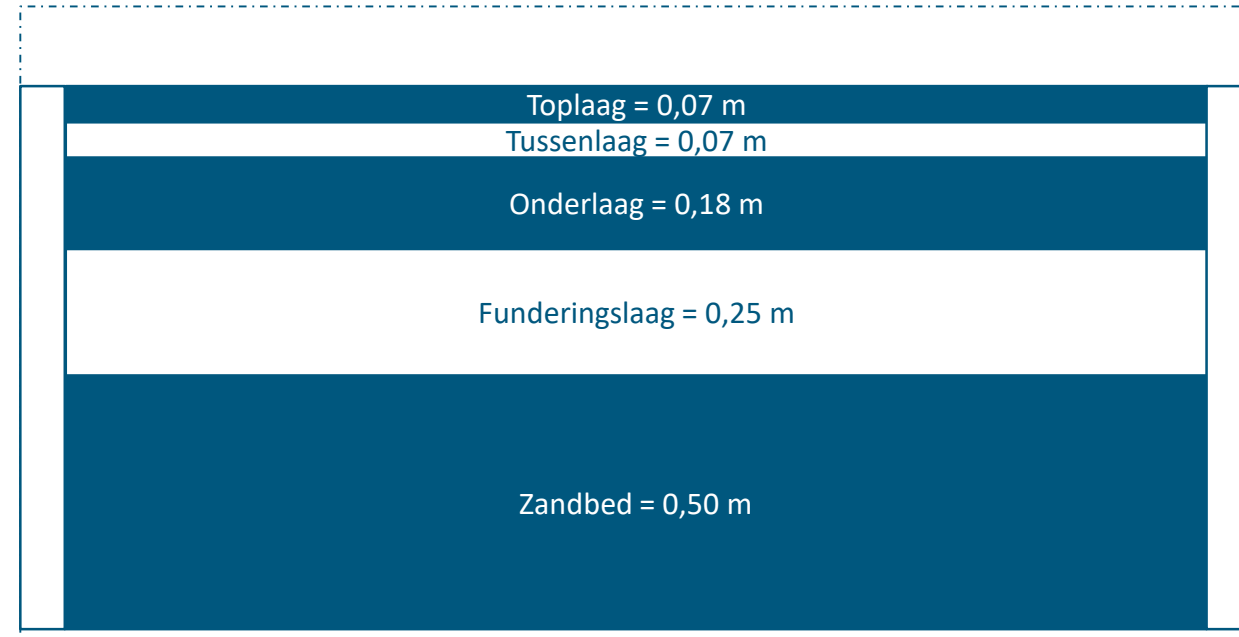 Toplaag = 0,07 m
Tussenlaag = 0,07 m
Onderlaag = 0,18 m
Funderingslaag = 0,25 m
Zandbed = 0,50 m